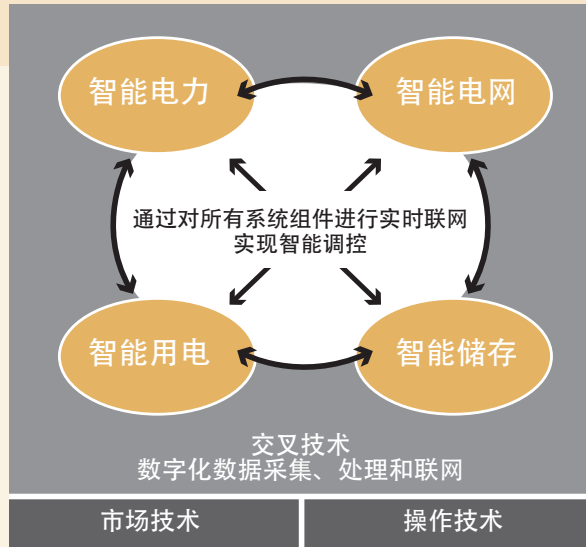 智能电力
智能电网
通过对所有系统组件进行实时联网
实现智能调控
智能用电
智能储存
交叉技术
数字化数据采集、处理和联网
市场技术
操作技术